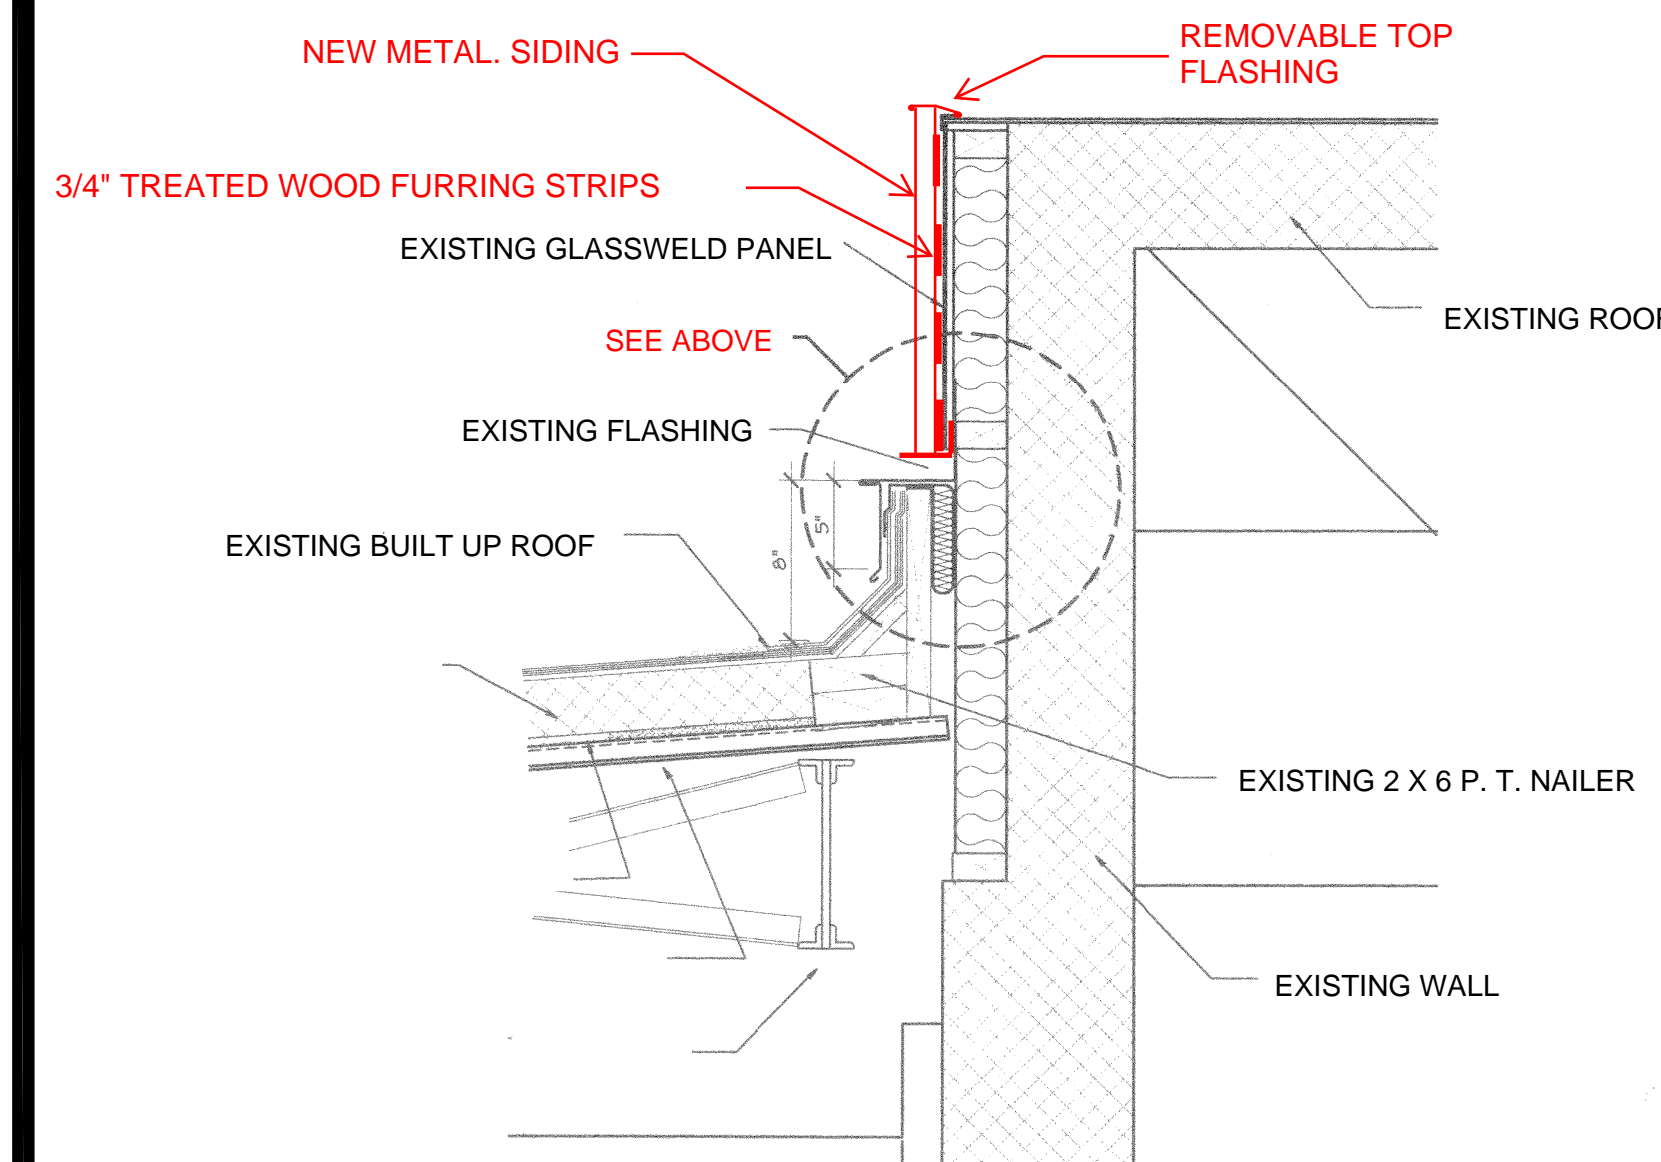 NEW METAL. SIDING
REMOVABLE TOP
FLASHING
3/4" TREATED WOOD FURRING STRIPS
EXISTING GLASSWELD PANEL
EXISTING ROOF
SEE ABOVE
EXISTING FLASHING
5"
8"
EXISTING BUILT UP ROOF
EXISTING 2 X 6 P. T. NAILER
EXISTING WALL